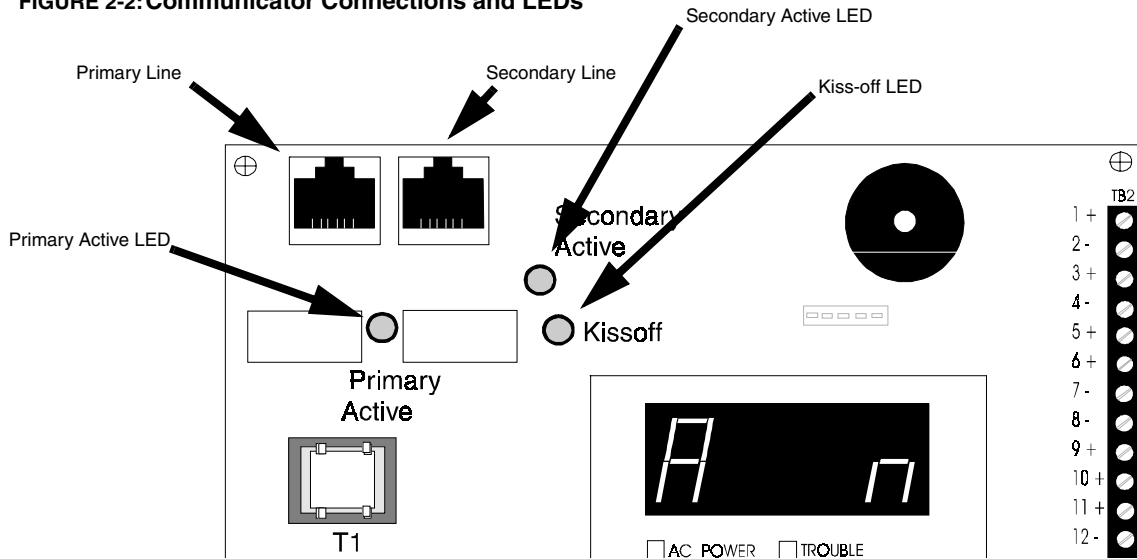 FIGURE 2-2: Communicator Connections and LEDs
Secondary Active LED
Primary Line
Secondary Line
Kiss-off LED
TB2
1 +
Secondary
Active
Primary Active LED
2 -
3 +
4 -
5 +
Kissoff
6 +
Primary
Active
7 -
8 -
9 +
10 +
11 +
12 -
A n
T1
AC POWER
TROUBLE